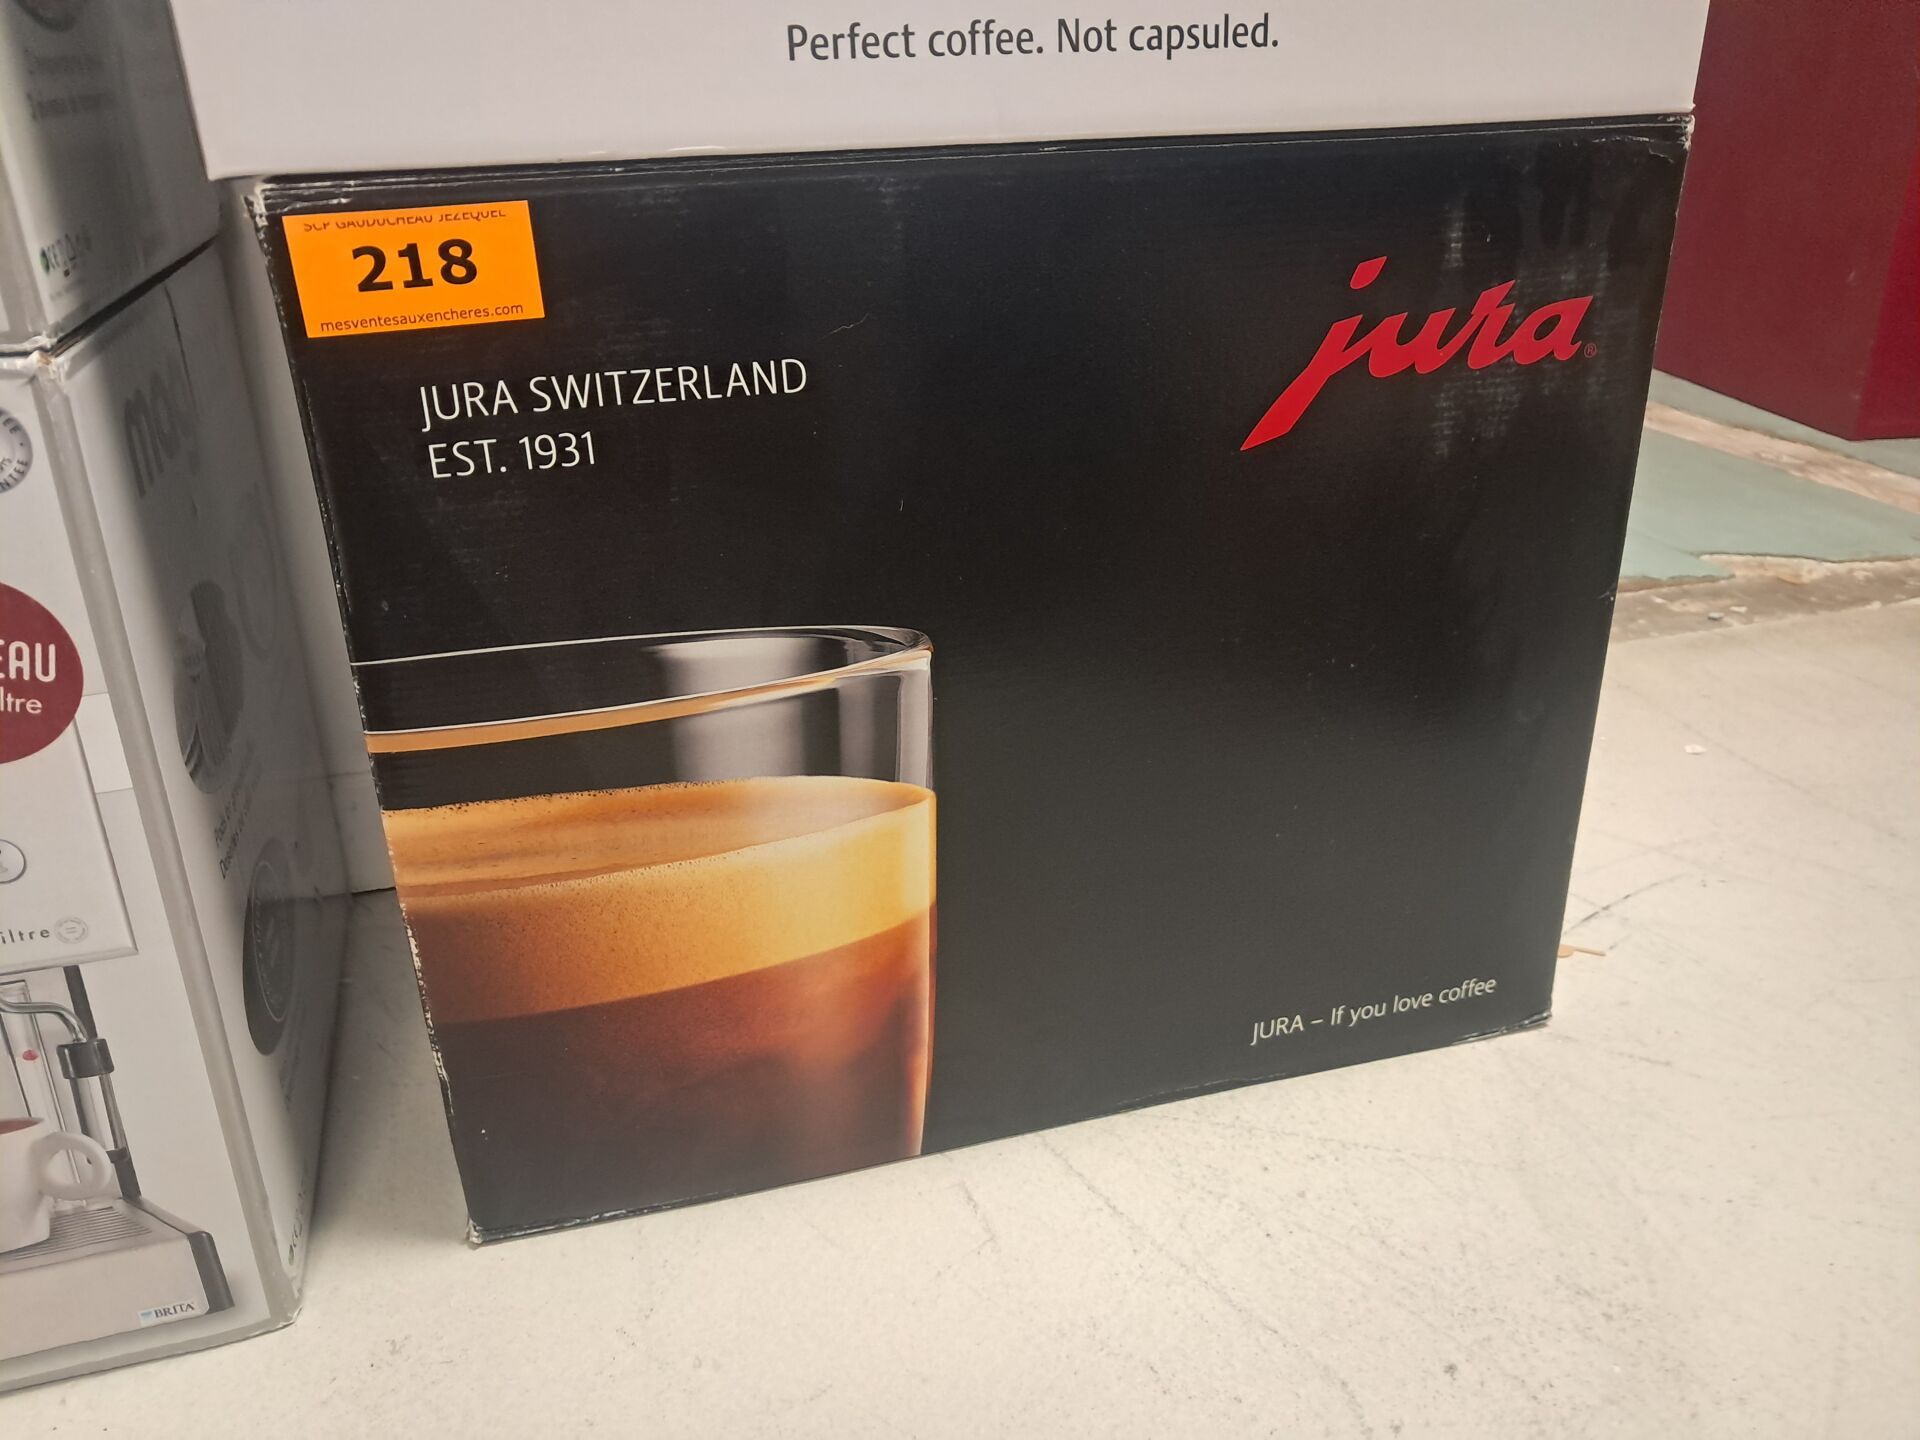 Perfect coffee. Not capsuled.
SCP GAUDUCHEAU JEZEQUEL
218
mesventesauxencheres.com
JURA SWITZERLAND
EST. 1931
jura®
JURA – If you love coffee
EAU
ltre
iltre
BRITA